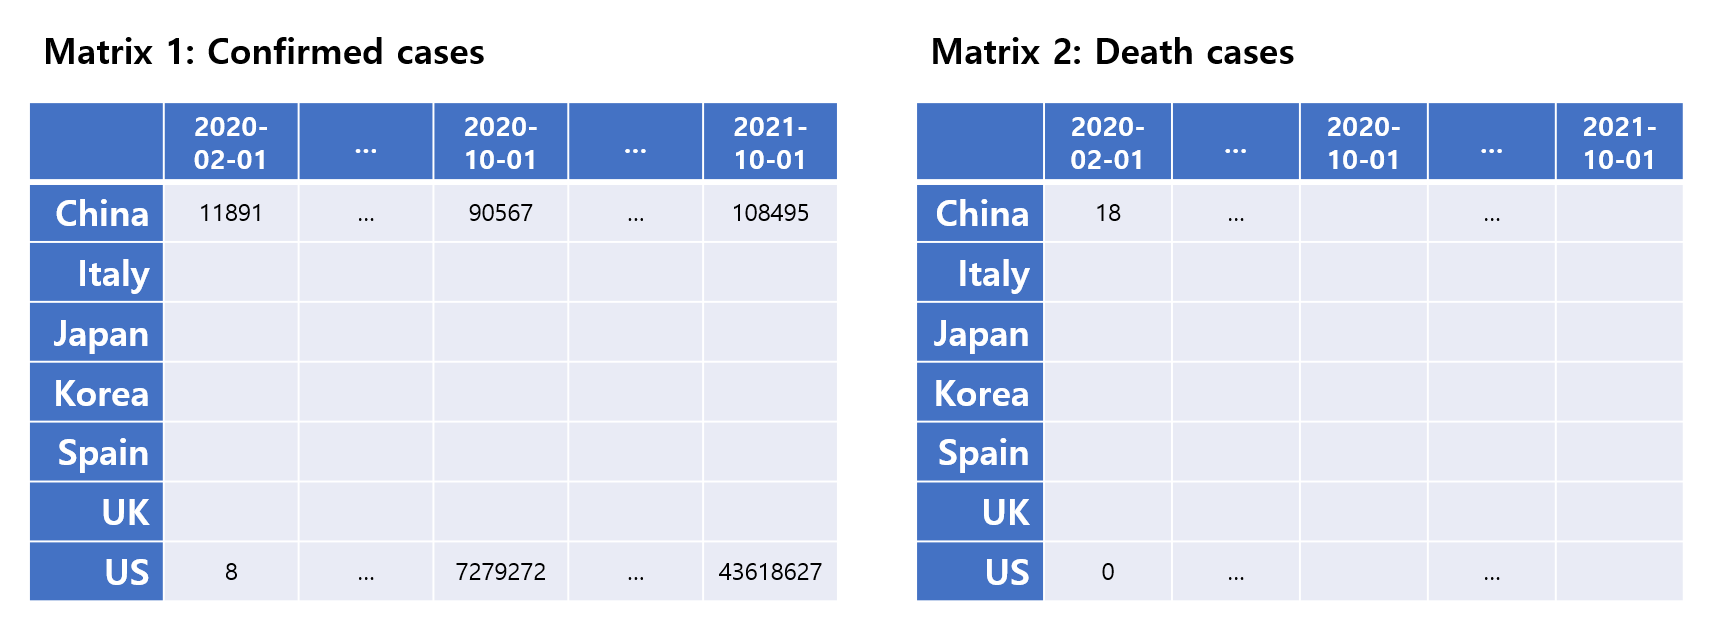 Matrix 1: Confirmed cases
2020-02-01 ... 2020-10-01 ... 2021-10-01
China 11891 ... 90567 ... 108495
Italy
Japan
Korea
Spain
UK
US 8 ... 7279272 ... 43618627
Matrix 2: Death cases
2020-02-01 ... 2020-10-01 ... 2021-10-01
China 18 ... ...
Italy
Japan
Korea
Spain
UK
US 0 ... ...